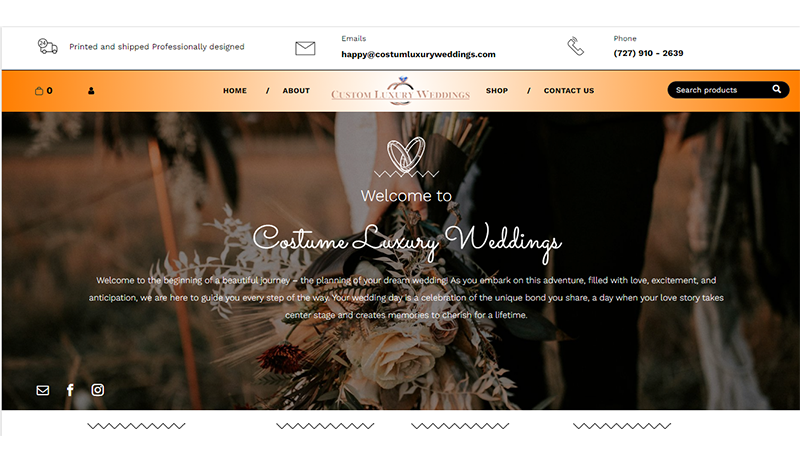 24
Printed and shipped Professionally designed
Emails
happy@costumluxuryweddings.com
Phone
(727) 910 - 2639
0
HOME / ABOUT
CUSTOM LUXURY WEDDINGS
SHOP / CONTACT US
Search products
Welcome to
Costume Luxury Weddings
Welcome to the beginning of a beautiful journey – the planning of your dream wedding! As you embark on this adventure, filled with love, excitement, and
anticipation, we are here to guide you every step of the way. Your wedding day is a celebration of the unique bond you share, a day when your love story takes
center stage and creates memories to cherish for a lifetime.